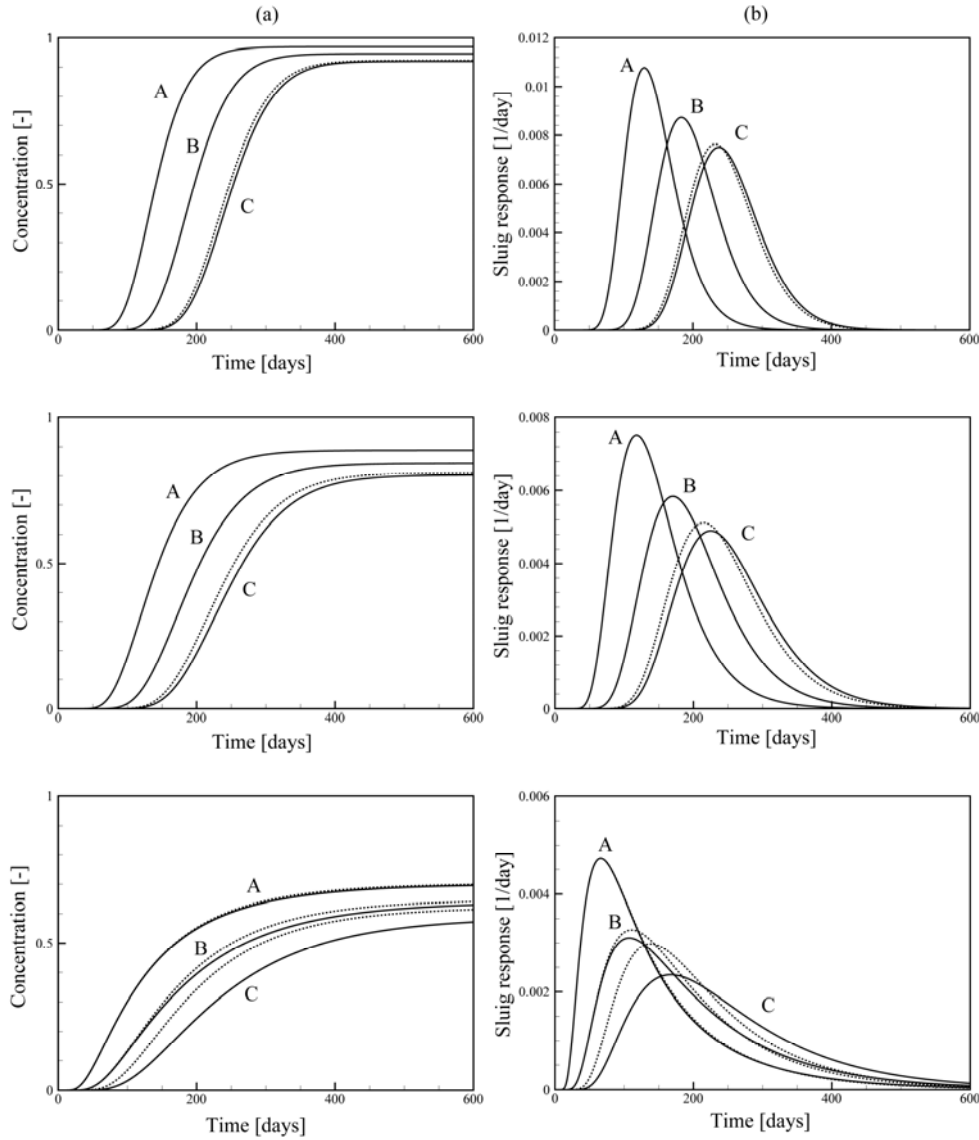 (a)
(b)
1
0.5
0
Concentration [-]
A
B
C
0 200 400 600
Time [days]
0.012
0.01
0.008
0.006
0.004
0.002
0
Sluig response [1/day]
A
B
C
0 200 400 600
Time [days]
1
0.5
0
Concentration [-]
A
B
C
0 200 400 600
Time [days]
0.008
0.006
0.004
0.002
0
Sluig response [1/day]
A
B
C
0 200 400 600
Time [days]
1
0.5
0
Concentration [-]
A
B
C
0 200 400 600
Time [days]
0.006
0.004
0.002
0
Sluig response [1/day]
A
B
C
0 200 400 600
Time [days]